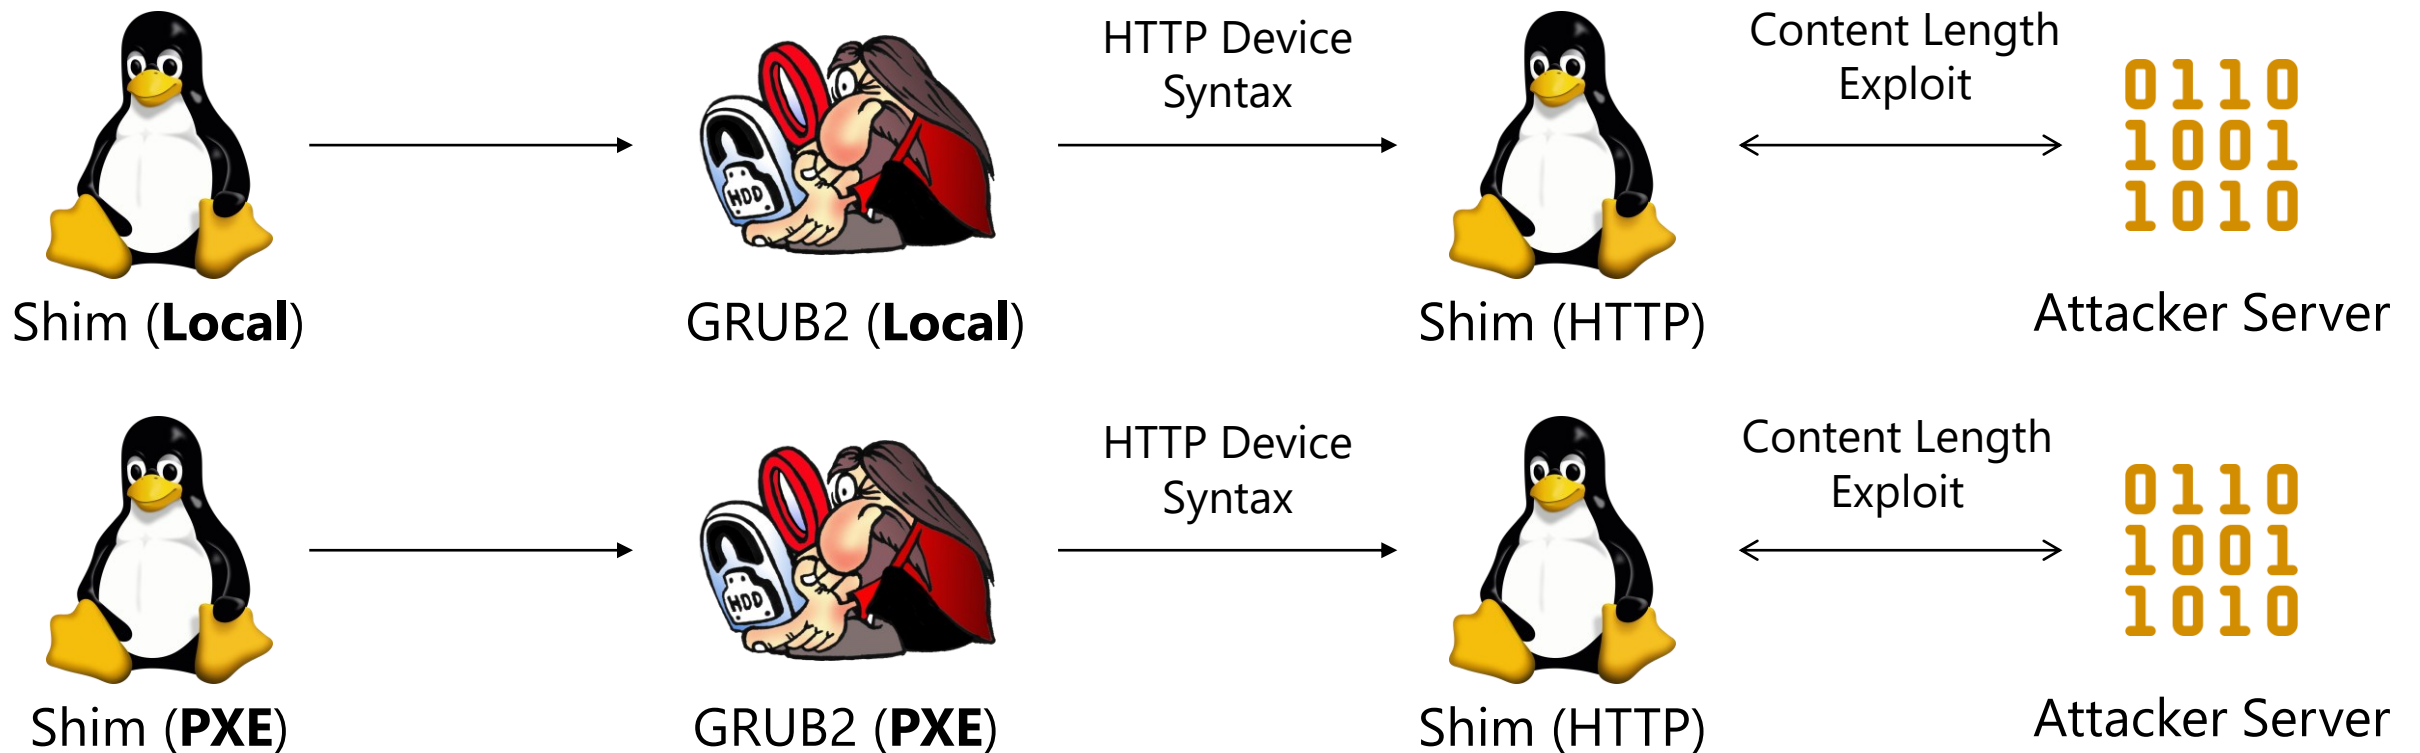 HTTP Device
Syntax
Content Length
Exploit
0110
1001
1010
HDD
Shim (Local)
GRUB2 (Local)
Shim (HTTP)
Attacker Server
HTTP Device
Syntax
Content Length
Exploit
0110
1001
1010
HDD
Shim (PXE)
GRUB2 (PXE)
Shim (HTTP)
Attacker Server